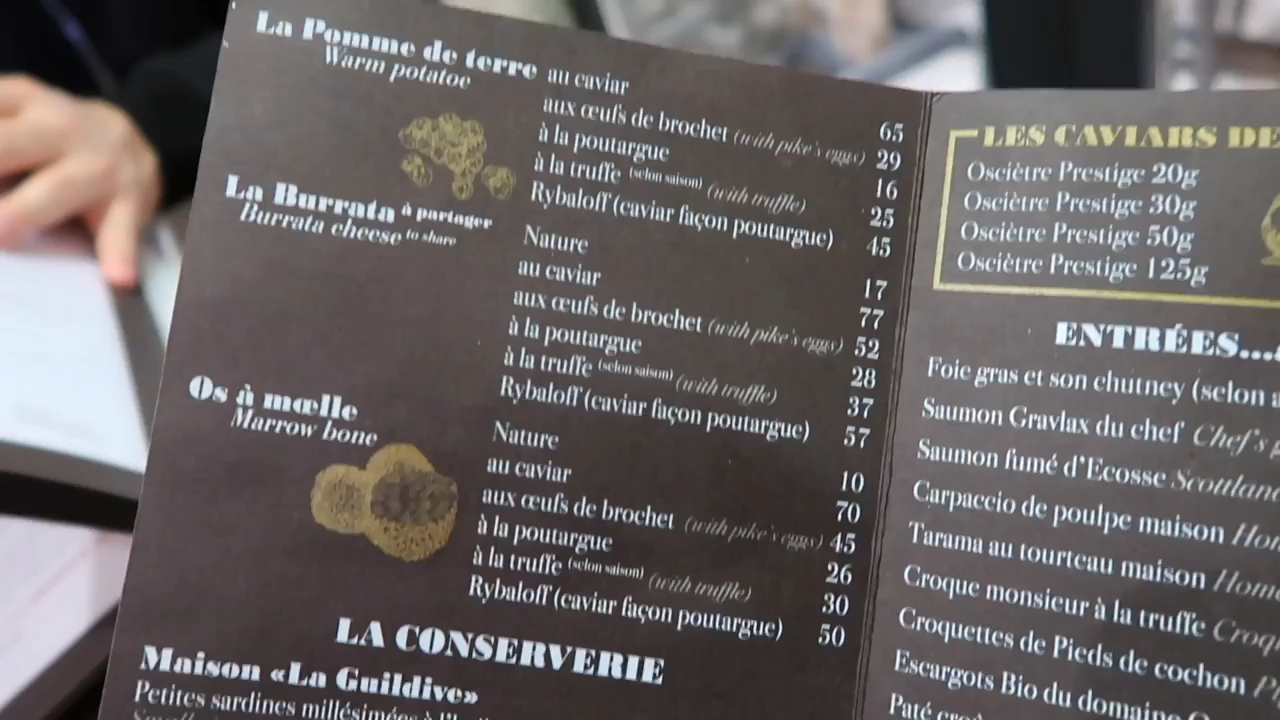 La Pomme de terre au caviar 65
Warm potatoe
aux œufs de brochet (with pike's eggs) 29
à la poutargue 16
à la truffe (selon saison) (with truffle) 25
Rybaloff (caviar façon poutargue) 45
La Burrata à partager
Burrata cheese to share
Nature 17
au caviar 77
aux œufs de brochet (with pike's eggs) 52
à la poutargue 28
à la truffe (selon saison) (with truffle) 37
Rybaloff (caviar façon poutargue) 57
Os à mœlle
Marrow bone
Nature 10
au caviar 70
aux œufs de brochet (with pike's eggs) 45
à la poutargue 26
à la truffe (selon saison) (with truffle) 30
Rybaloff (caviar façon poutargue) 50
LA CONSERVERIE
Maison «La Guildive»
Petites sardines millésimées à
LES CAVIARS DE
Osciètre Prestige 20g
Osciètre Prestige 30g
Osciètre Prestige 50g
Osciètre Prestige 125g
ENTRÉES...
Foie gras et son chutney (selon
Saumon Gravlax du chef Chef's
Saumon fumé d'Ecosse Scottland
Carpaccio de poulpe maison
Tarama au tourteau maison
Croque monsieur à la truffe
Croquettes de Pieds de cochon
Escargots Bio du domaine
Paté